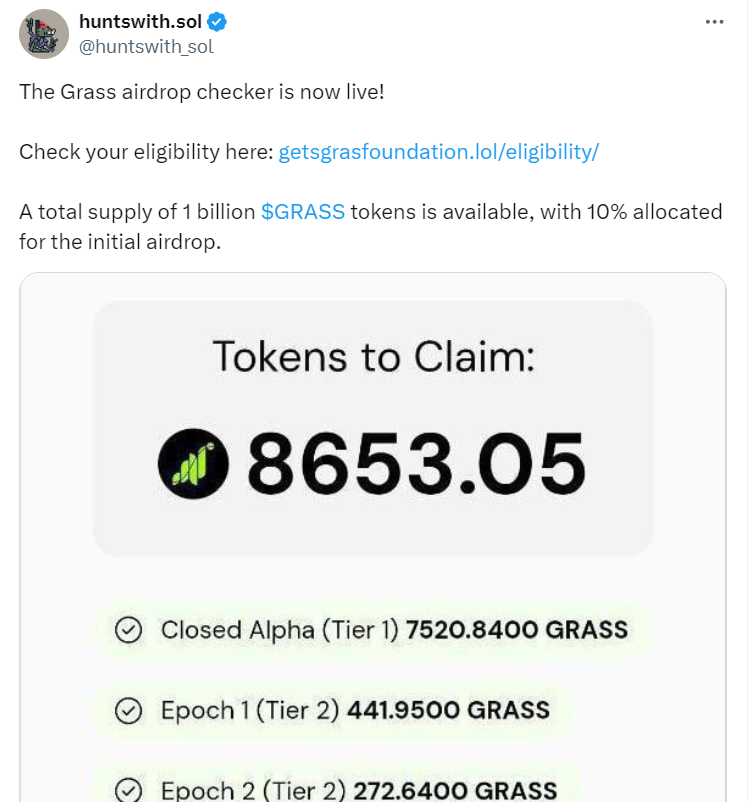 huntswith.sol
@huntswith_sol
The Grass airdrop checker is now live!
Check your eligibility here: getsgrasfoundation.lol/eligibility/
A total supply of 1 billion $GRASS tokens is available, with 10% allocated
for the initial airdrop.
Tokens to Claim:
8653.05
Closed Alpha (Tier 1) 7520.8400 GRASS
Epoch 1 (Tier 2) 441.9500 GRASS
Epoch 2 (Tier 2) 272.6400 GRASS